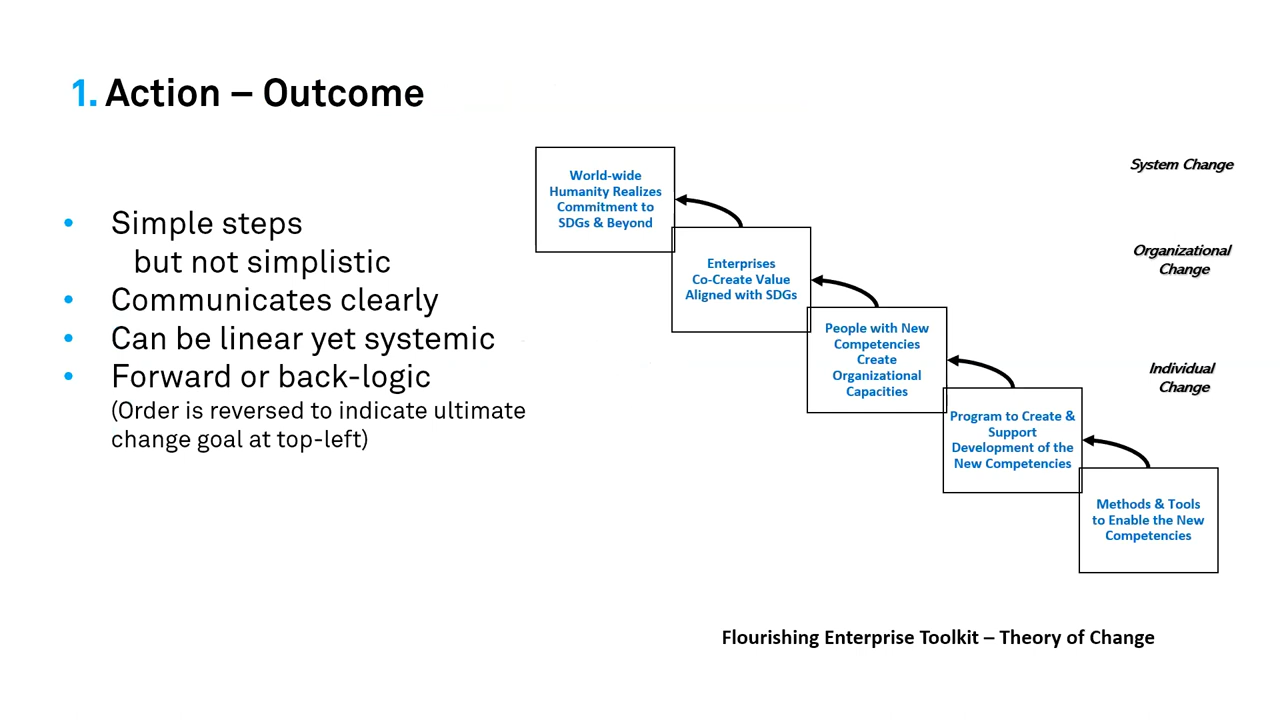 1. Action – Outcome
• Simple steps
but not simplistic
• Communicates clearly
• Can be linear yet systemic
• Forward or back-logic
(Order is reversed to indicate ultimate
change goal at top-left)
World-wide
Humanity Realizes
Commitment to
SDGs & Beyond
Enterprises
Co-Create Value
Aligned with SDGs
People with New
Competencies
Create
Organizational
Capacities
Program to Create &
Support
Development of the
New Competencies
Methods & Tools
to Enable the New
Competencies
System Change
Organizational
Change
Individual
Change
Flourishing Enterprise Toolkit – Theory of Change